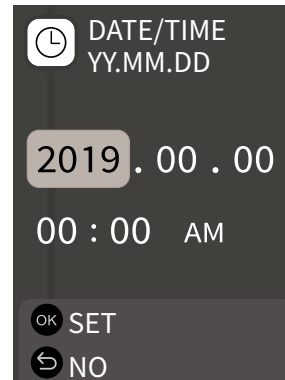 DATE/TIME
YY.MM.DD
2019 . 00 . 00
00 : 00 AM
OK SET
NO